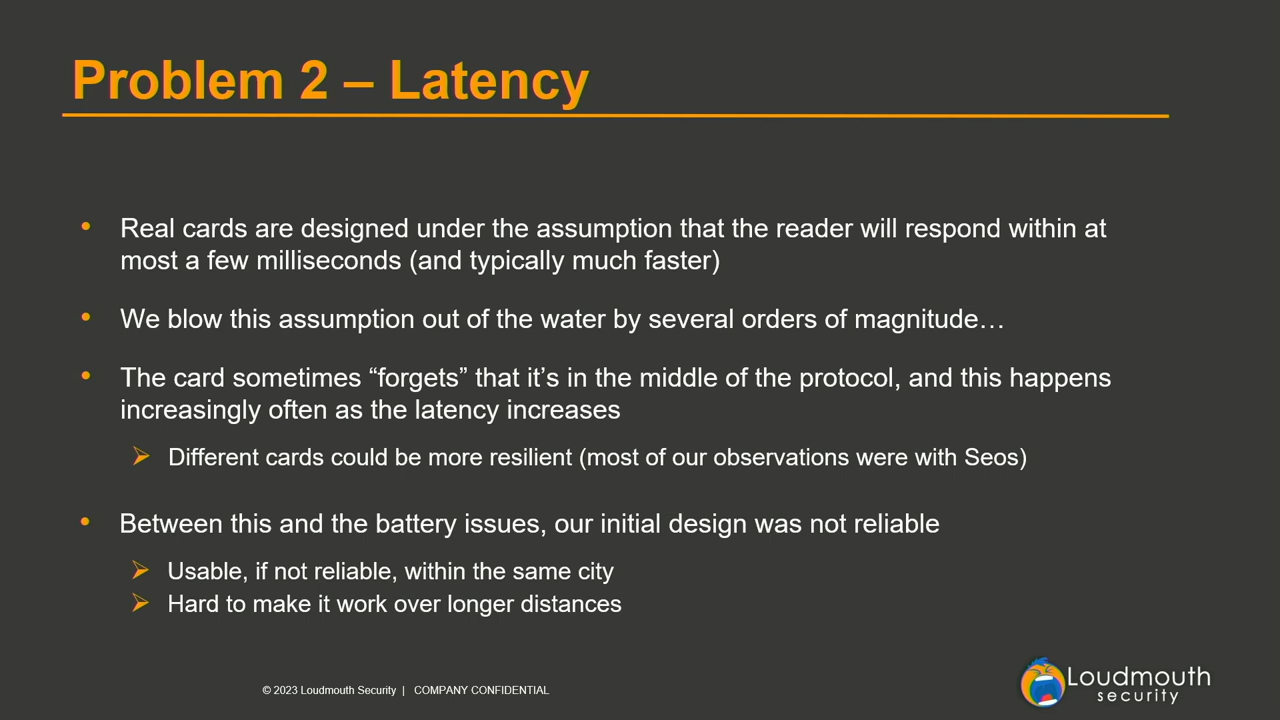 Problem 2 – Latency
• Real cards are designed under the assumption that the reader will respond within at
most a few milliseconds (and typically much faster)
• We blow this assumption out of the water by several orders of magnitude…
• The card sometimes “forgets” that it’s in the middle of the protocol, and this happens
increasingly often as the latency increases
➢ Different cards could be more resilient (most of our observations were with Seos)
• Between this and the battery issues, our initial design was not reliable
➢ Usable, if not reliable, within the same city
➢ Hard to make it work over longer distances
© 2023 Loudmouth Security | COMPANY CONFIDENTIAL
Loudmouth
security